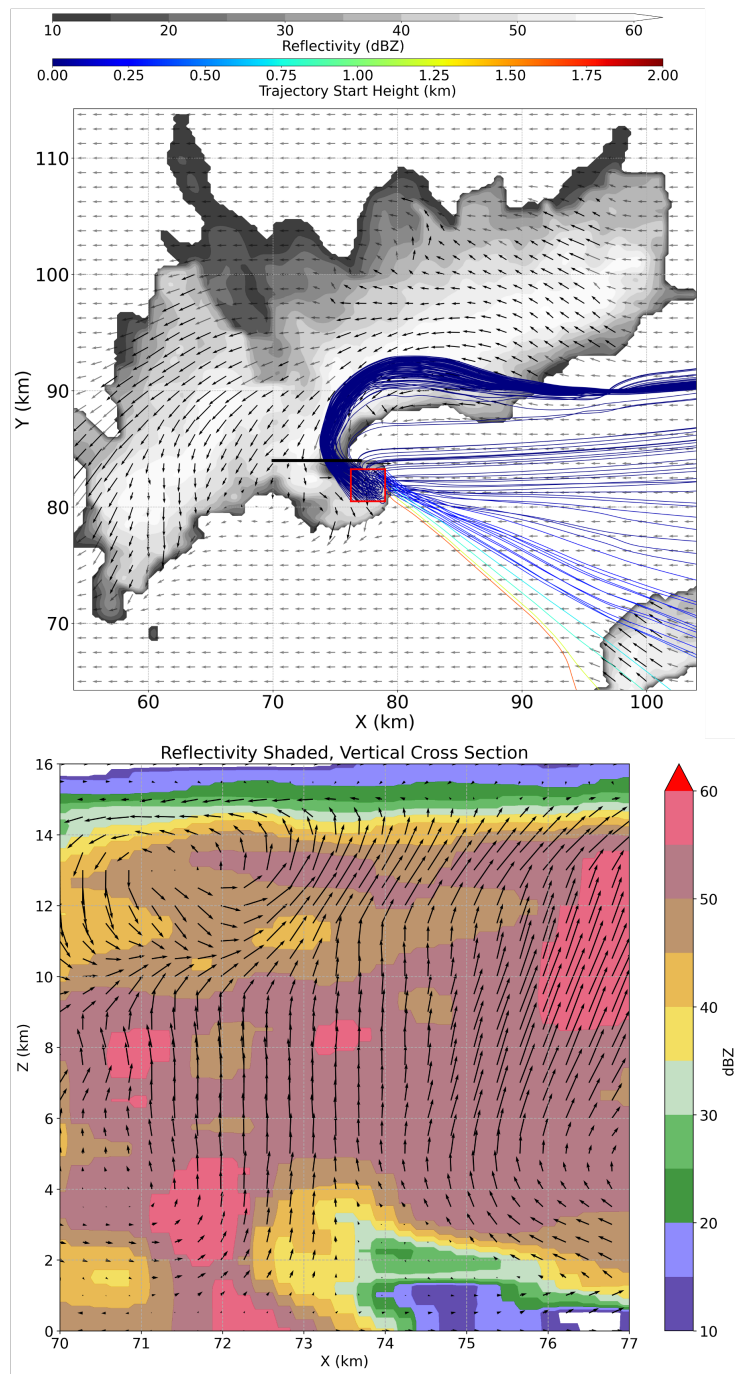 10 20 30 40 50 60
Reflectivity (dBZ)
0.00 0.25 0.50 0.75 1.00 1.25 1.50 1.75 2.00
Trajectory Start Height (km)
110
100
90
80
70
Y (km)
60 70 80 90 100
X (km)
Reflectivity Shaded, Vertical Cross Section
16
14
12
10
8
6
4
2
0
Z (km)
70 71 72 73 74 75 76 77
X (km)
60
50
40
30
20
10
dBZ